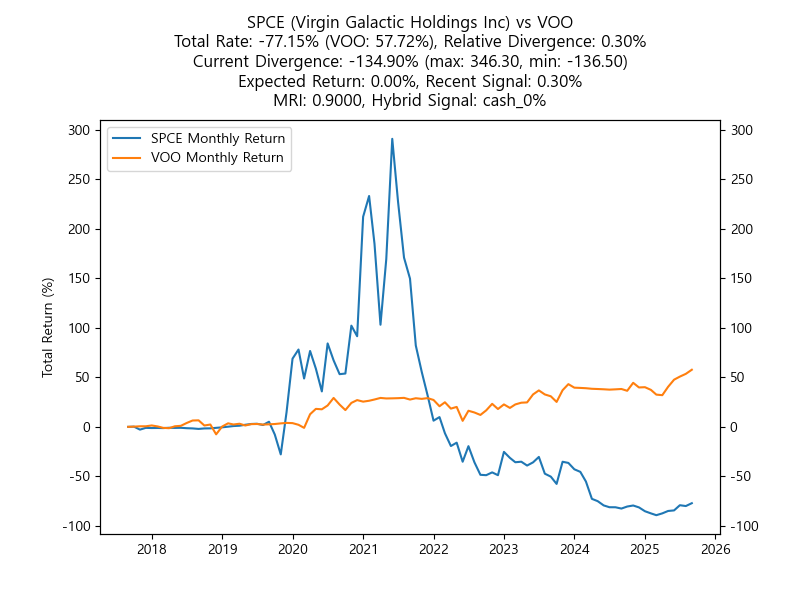 SPCE (Virgin Galactic Holdings Inc) vs VOO
Total Rate: -77.15% (VOO: 57.72%), Relative Divergence: 0.30%
Current Divergence: -134.90% (max: 346.30, min: -136.50)
Expected Return: 0.00%, Recent Signal: 0.30%
MRI: 0.9000, Hybrid Signal: cash_0%
SPCE Monthly Return
VOO Monthly Return
Total Return (%)
300
250
200
150
100
50
0
-50
-100
300
250
200
150
100
50
0
-50
-100
2018 2019 2020 2021 2022 2023 2024 2025 2026